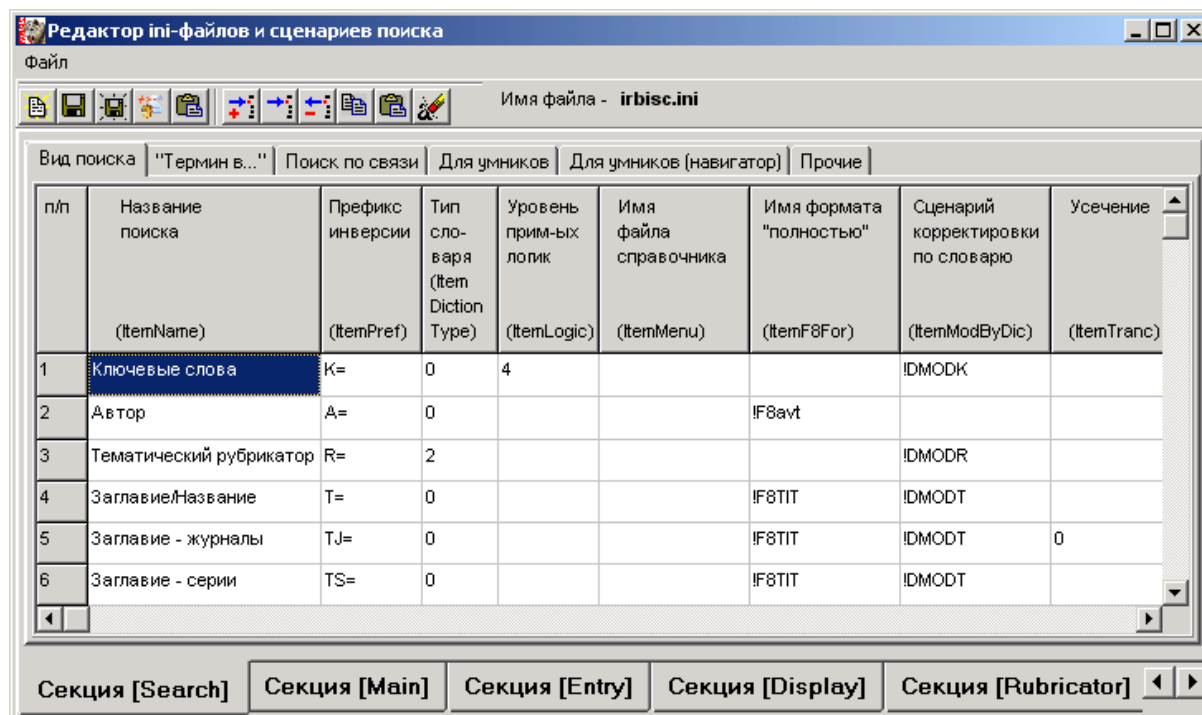 Редактор ini-файлов и сценариев поиска
Файл
Имя файла - irbisc.ini
Вид поиска "Термин в..." Поиск по связи Для умников Для умников (навигатор) Прочие
п/п Название Префикс Тип Уровень Имя Имя формата Сценарий Усечение
поиска инверсии сло- прим-ых файла "полностью" корректировки
варя логик справочника по словарю
(Item
Diction
(ItemName) (ItemPref) Type) (ItemLogic) (ItemMenu) (ItemF8For) (ItemModByDic) (ItemTranc)
1 Ключевые слова K= 0 4 !DMODK
2 Автор A= 0 !F8avt
3 Тематический рубрикатор R= 2 !DMODR
4 Заглавие/Название T= 0 !F8TIT !DMODT
5 Заглавие - журналы TJ= 0 !F8TIT !DMODT 0
6 Заглавие - серии TS= 0 !F8TIT !DMODT
Секция [Search] Секция [Main] Секция [Entry] Секция [Display] Секция [Rubricator]